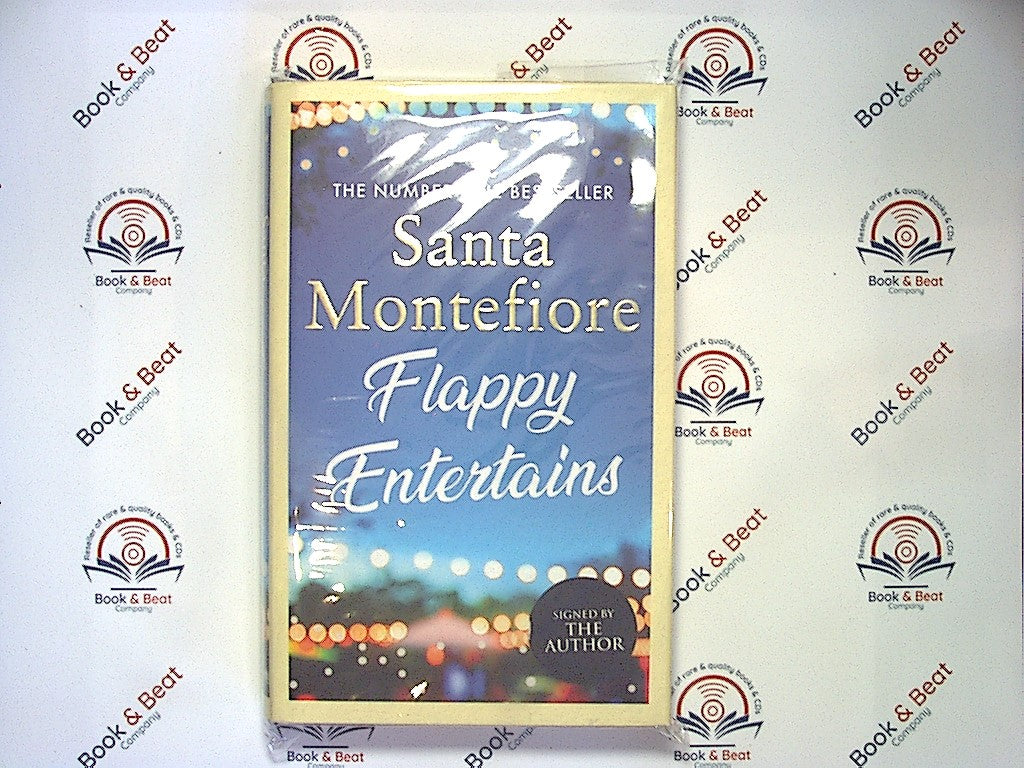 THE NUMBER ONE BESTSELLER
Santa
Montefiore
Flappy
Entertains
SIGNED BY
THE
AUTHOR
Reseller of rare & quality books & CDs
Book & Beat
Company